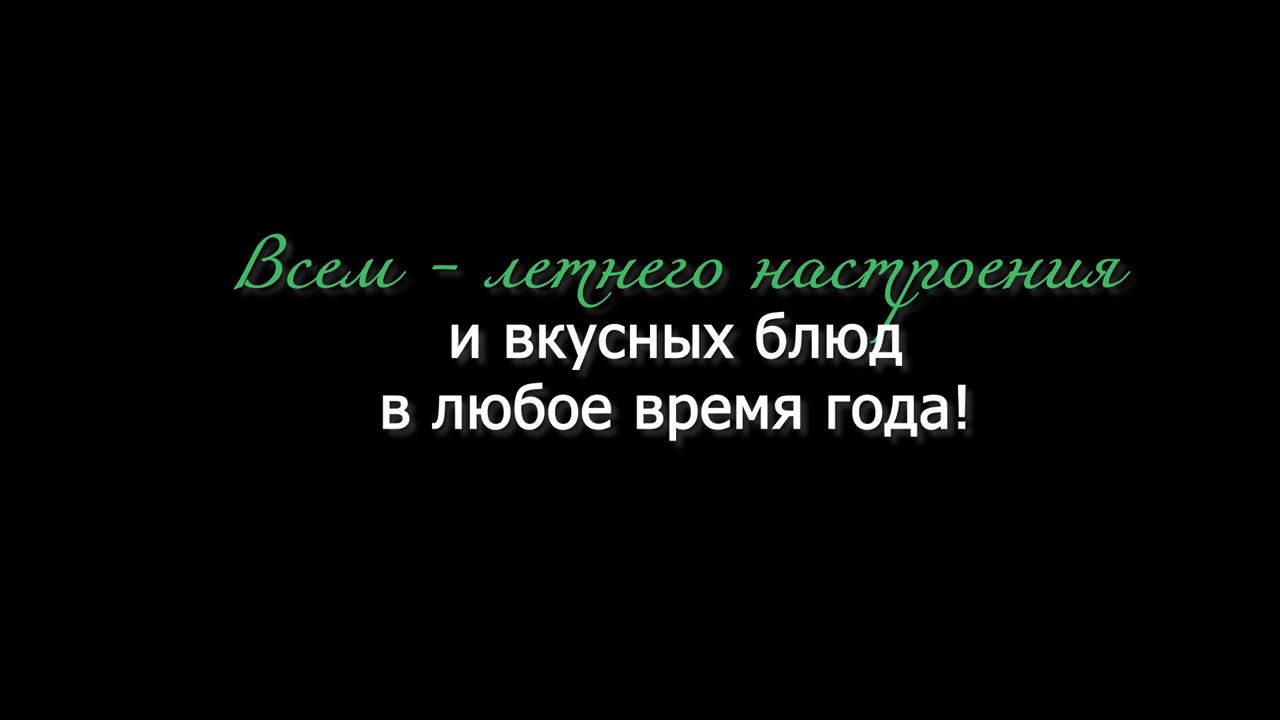 Всем - летнего настроения
и вкусных блюд
в любое время года!